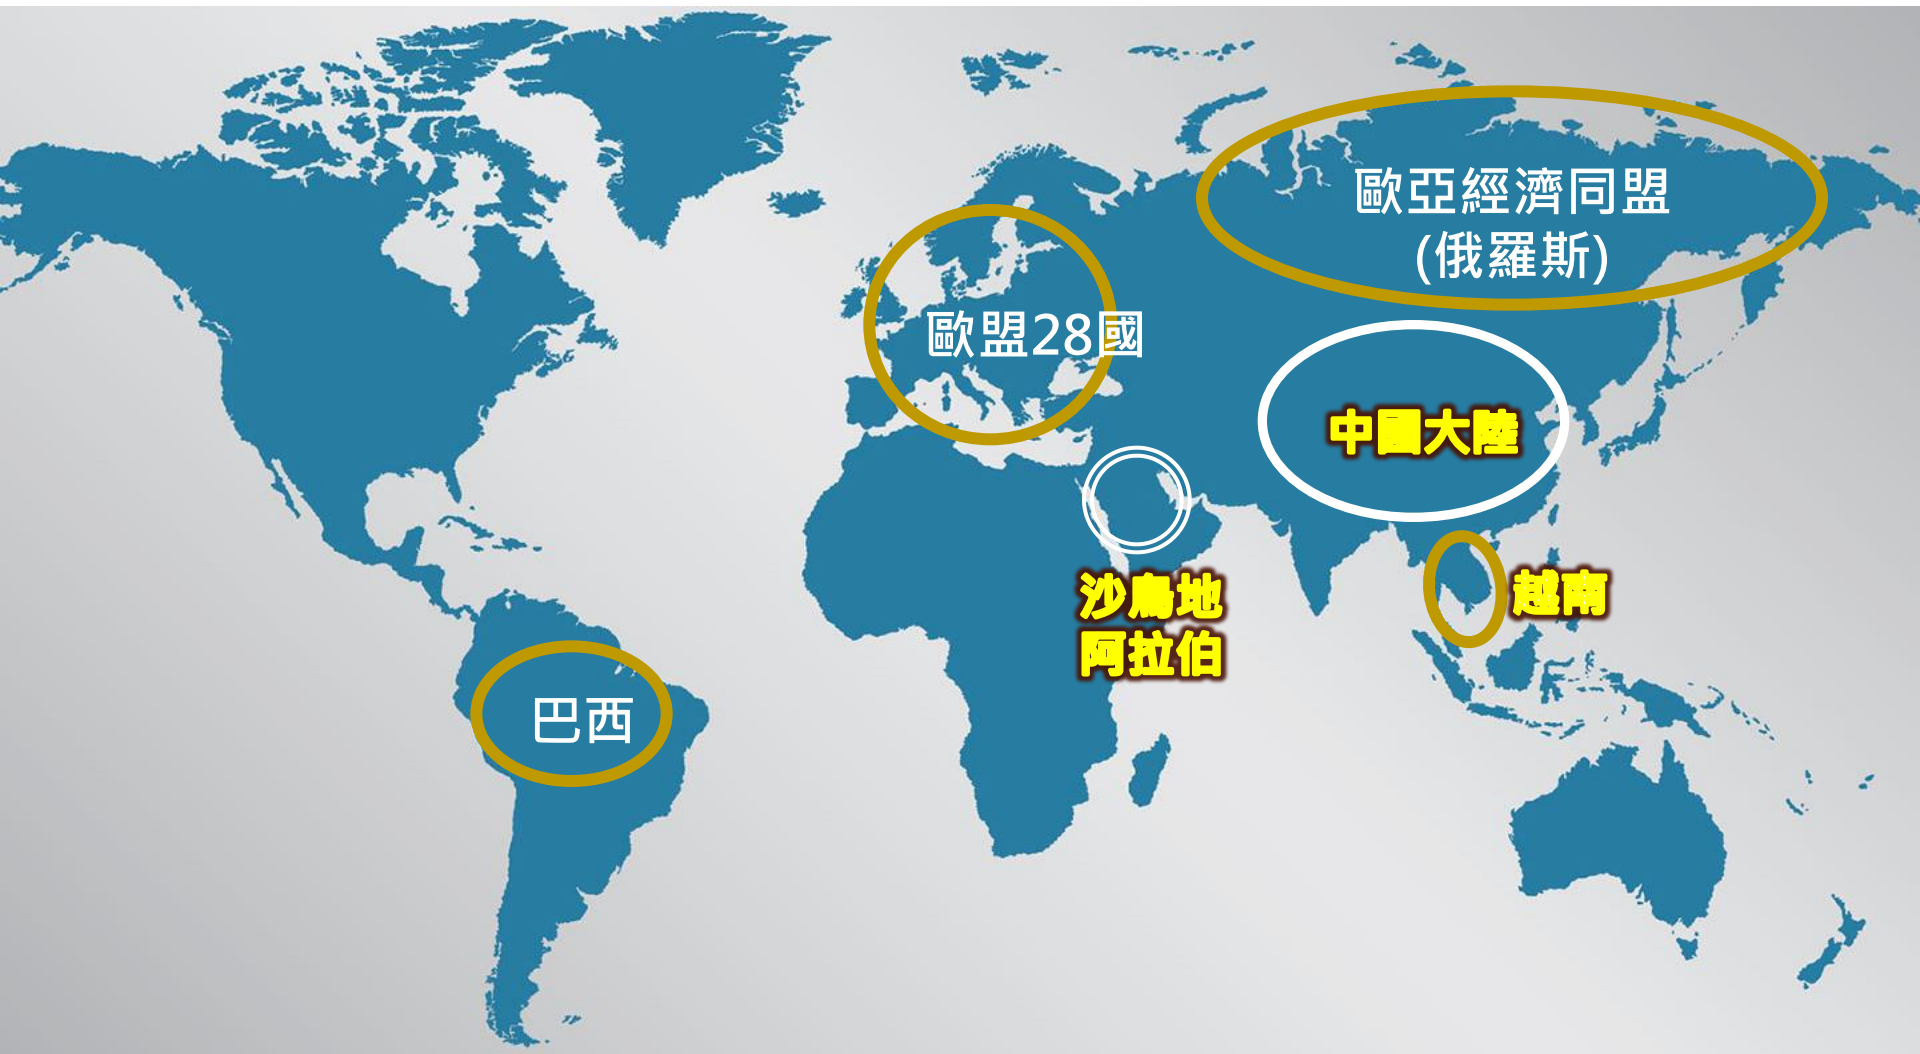 歐亞經濟同盟
(俄羅斯)
歐盟28國
中國大陸
沙烏地
阿拉伯
越南
巴西